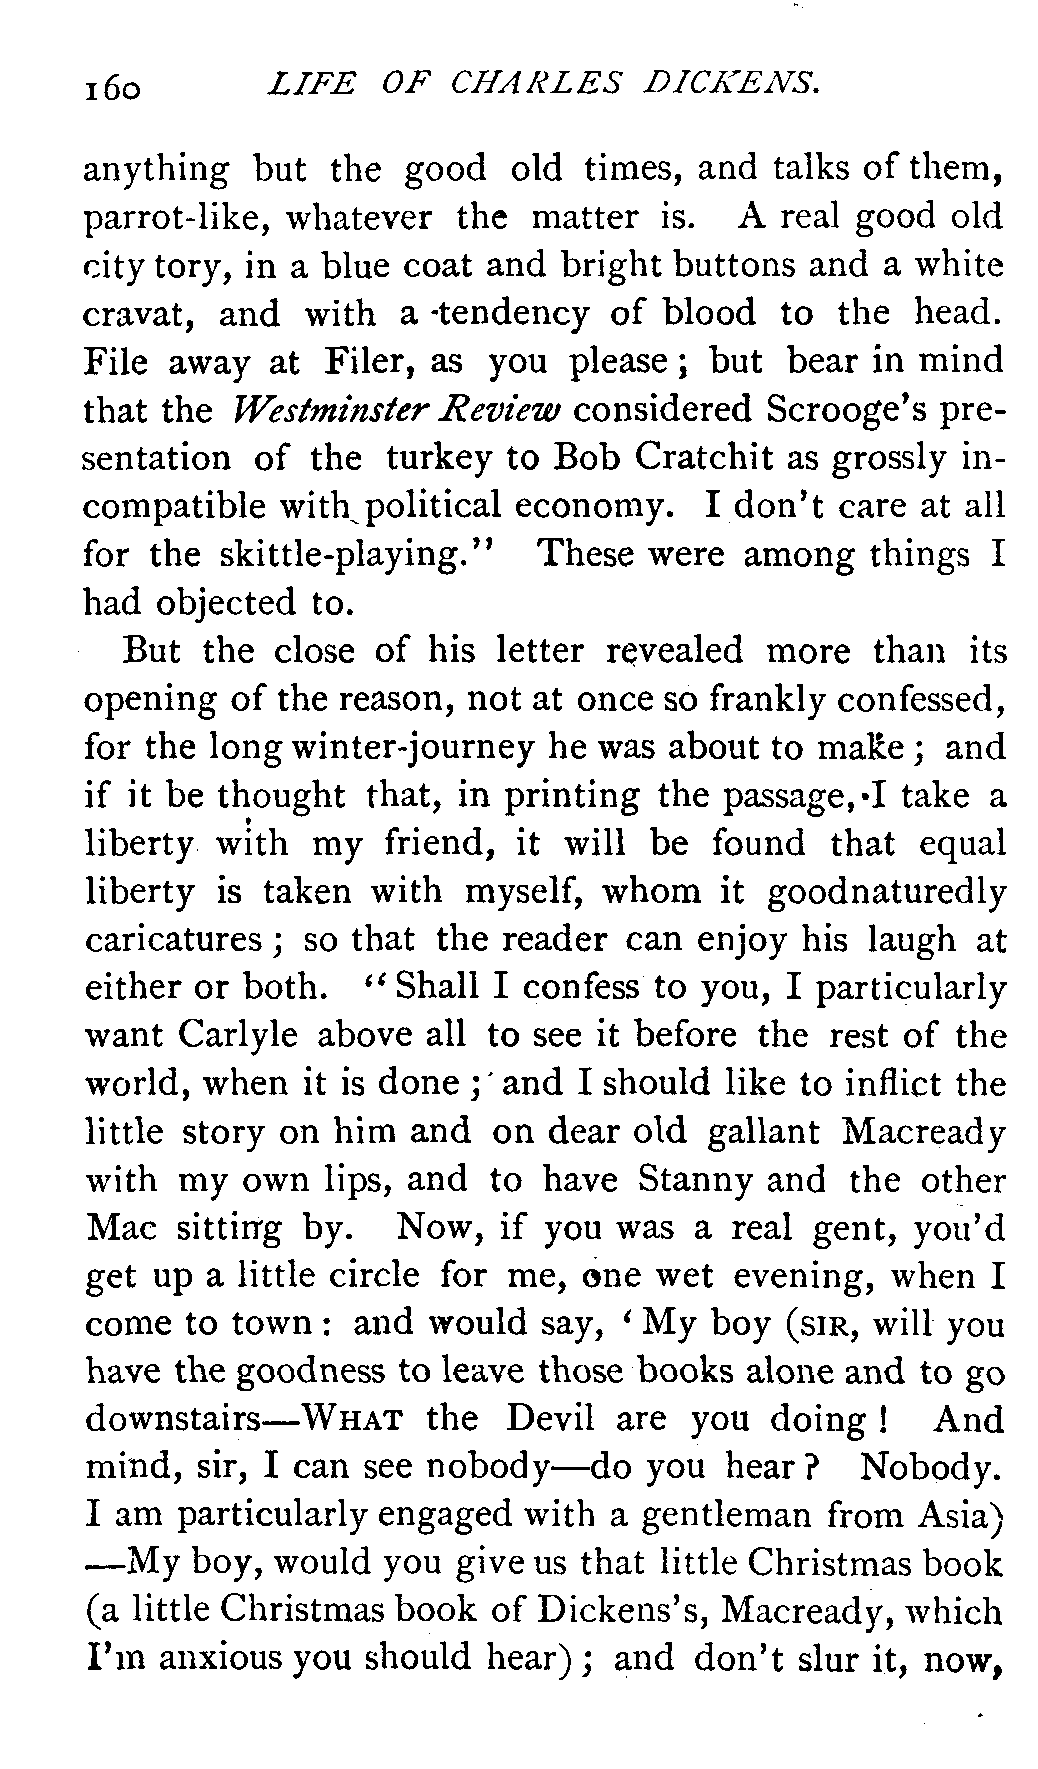 160 LIFE OF CHARLES DICKENS.
anything but the good old times, and talks of them,
parrot-like, whatever the matter is. A real good old
city tory, in a blue coat and bright buttons and a white
cravat, and with a tendency of blood to the head.
File away at Filer, as you please; but bear in mind
that the Westminster Review considered Scrooge's pre-
sentation of the turkey to Bob Cratchit as grossly in-
compatible with political economy. I don't care at all
for the skittle-playing." These were among things I
had objected to.
But the close of his letter revealed more than its
opening of the reason, not at once so frankly confessed,
for the long winter-journey he was about to make; and
if it be thought that, in printing the passage, I take a
liberty with my friend, it will be found that equal
liberty is taken with myself, whom it goodnaturedly
caricatures; so that the reader can enjoy his laugh at
either or both. "Shall I confess to you, I particularly
want Carlyle above all to see it before the rest of the
world, when it is done; and I should like to inflict the
little story on him and on dear old gallant Macready
with my own lips, and to have Stanny and the other
Mac sitting by. Now, if you was a real gent, you'd
get up a little circle for me, one wet evening, when I
come to town: and would say, 'My boy (SIR, will you
have the goodness to leave those books alone and to go
downstairs—WHAT the Devil are you doing! And
mind, sir, I can see nobody—do you hear? Nobody.
I am particularly engaged with a gentleman from Asia)
—My boy, would you give us that little Christmas book
(a little Christmas book of Dickens's, Macready, which
I'm anxious you should hear); and don't slur it, now,